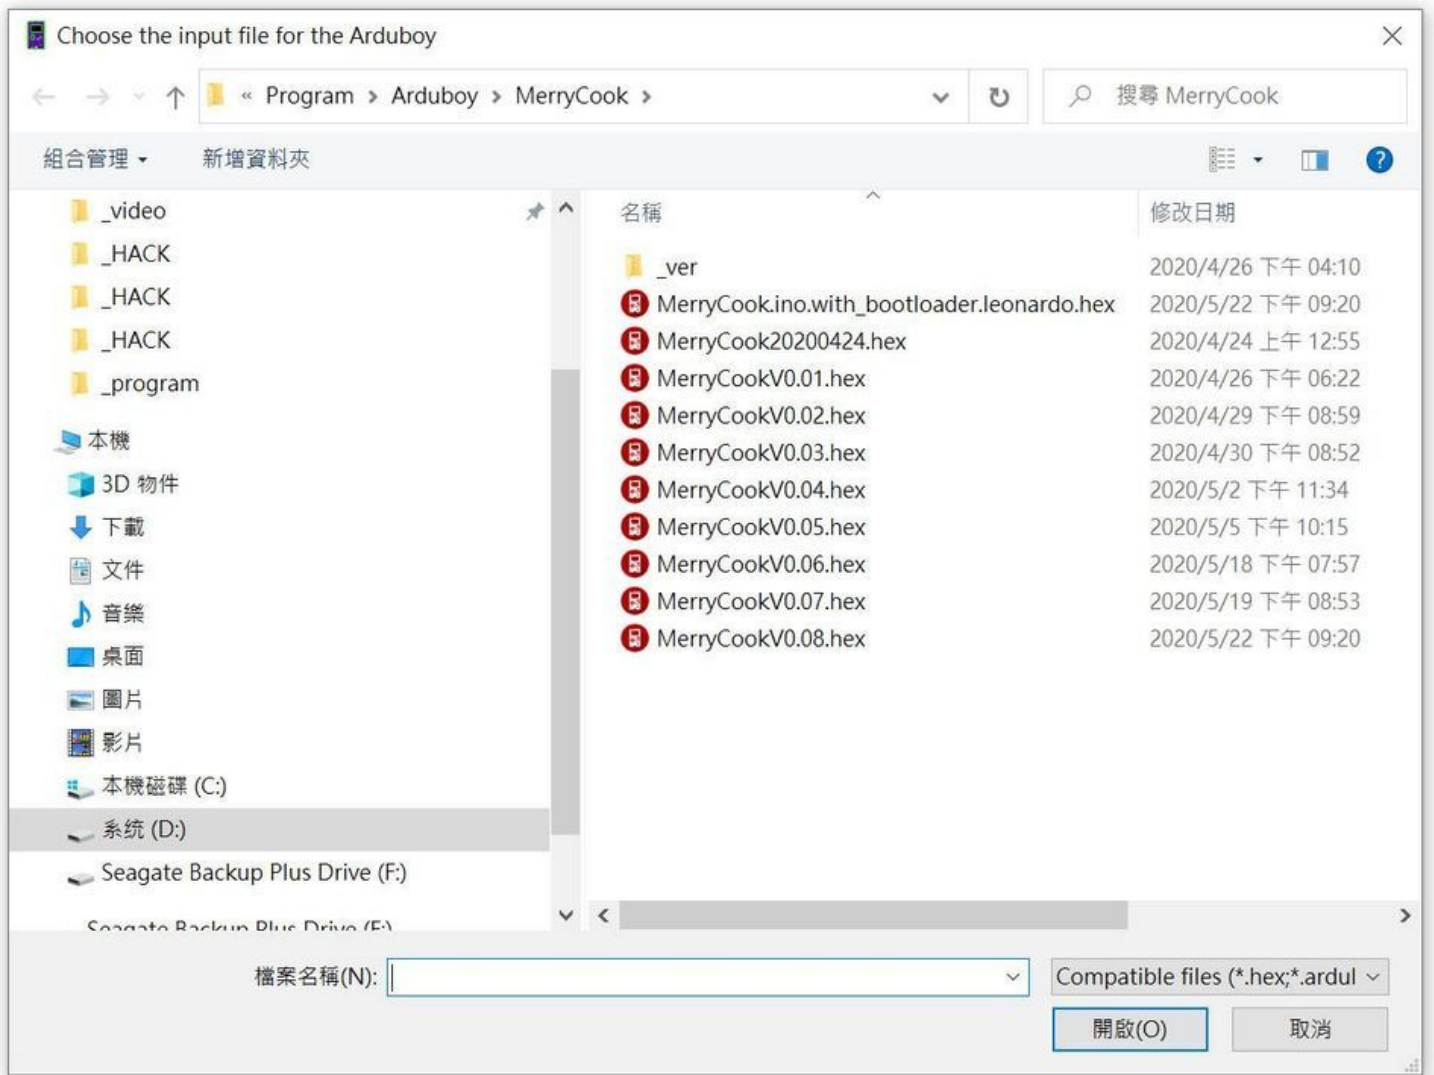 Choose the input file for the Arduboy
« Program > Arduboy > MerryCook >
搜尋 MerryCook
組合管理
新增資料夾
_video
_HACK
_HACK
_HACK
_program
本機
3D 物件
下載
文件
音樂
桌面
圖片
影片
本機磁碟 (C:)
系統 (D:)
Seagate Backup Plus Drive (F:)
Seagate Backup Plus Drive (F:)
名稱 修改日期
_ver 2020/4/26 下午 04:10
MerryCook.ino.with_bootloader.leonardo.hex 2020/5/22 下午 09:20
MerryCook20200424.hex 2020/4/24 上午 12:55
MerryCookV0.01.hex 2020/4/26 下午 06:22
MerryCookV0.02.hex 2020/4/29 下午 08:59
MerryCookV0.03.hex 2020/4/30 下午 08:52
MerryCookV0.04.hex 2020/5/2 下午 11:34
MerryCookV0.05.hex 2020/5/5 下午 10:15
MerryCookV0.06.hex 2020/5/18 下午 07:57
MerryCookV0.07.hex 2020/5/19 下午 08:53
MerryCookV0.08.hex 2020/5/22 下午 09:20
檔案名稱(N):
Compatible files (*.hex;*.ardul
開啟(O)
取消